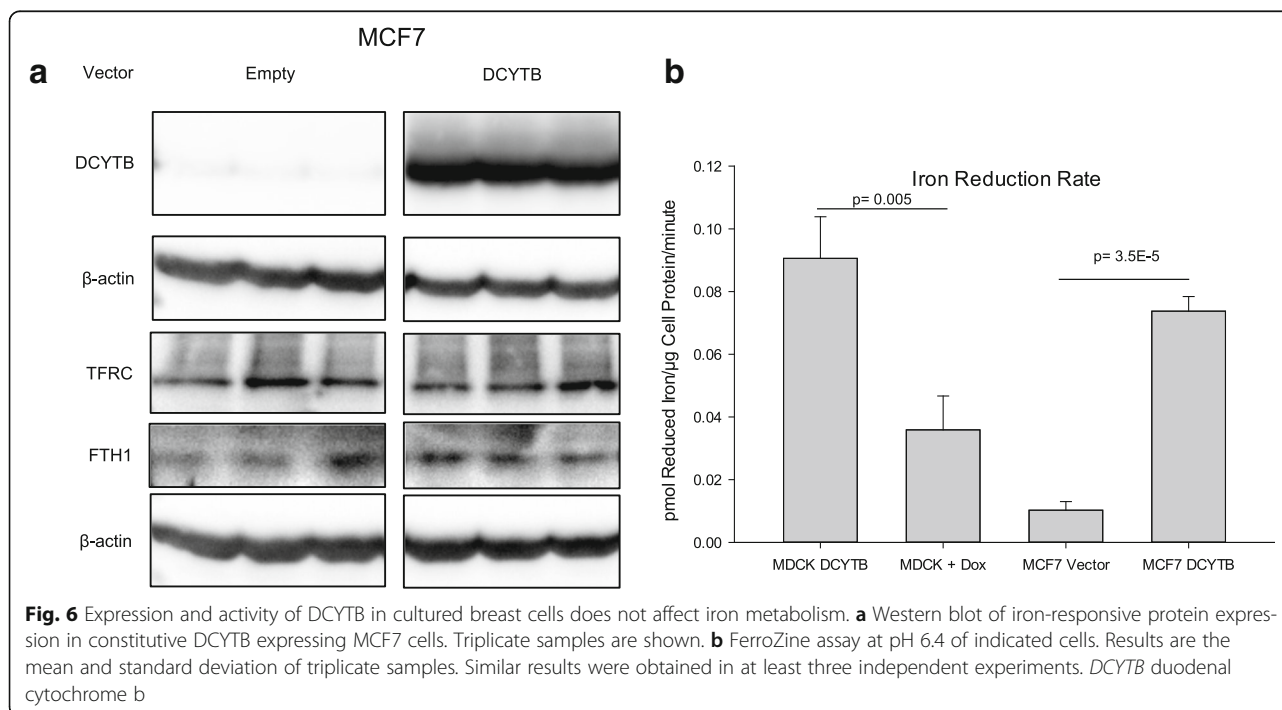 MCF7
a Vector Empty DCYTB
DCYTB
β-actin
TFRC
FTH1
β-actin
b
Iron Reduction Rate
p= 0.005
p= 3.5E-5
pmol Reduced Iron/µg Cell Protein/minute
0.12
0.10
0.08
0.06
0.04
0.02
0.00
MDCK DCYTB MDCK + Dox MCF7 Vector MCF7 DCYTB
Fig. 6 Expression and activity of DCYTB in cultured breast cells does not affect iron metabolism. a Western blot of iron-responsive protein expres-
sion in constitutive DCYTB expressing MCF7 cells. Triplicate samples are shown. b FerroZine assay at pH 6.4 of indicated cells. Results are the
mean and standard deviation of triplicate samples. Similar results were obtained in at least three independent experiments. DCYTB duodenal
cytochrome b